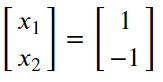 [x₁] = [1]
[x₂]   [−1]